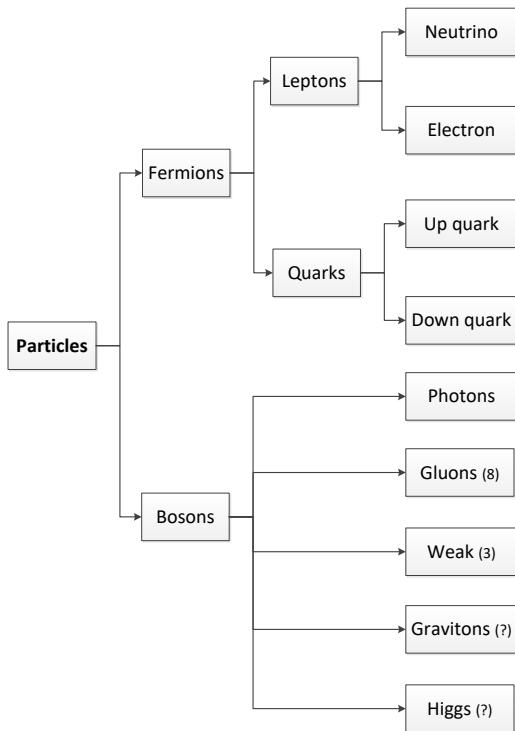 Neutrino
Leptons
Electron
Fermions
Up quark
Quarks
Down quark
Particles
Photons
Gluons (8)
Bosons
Weak (3)
Gravitons (?)
Higgs (?)